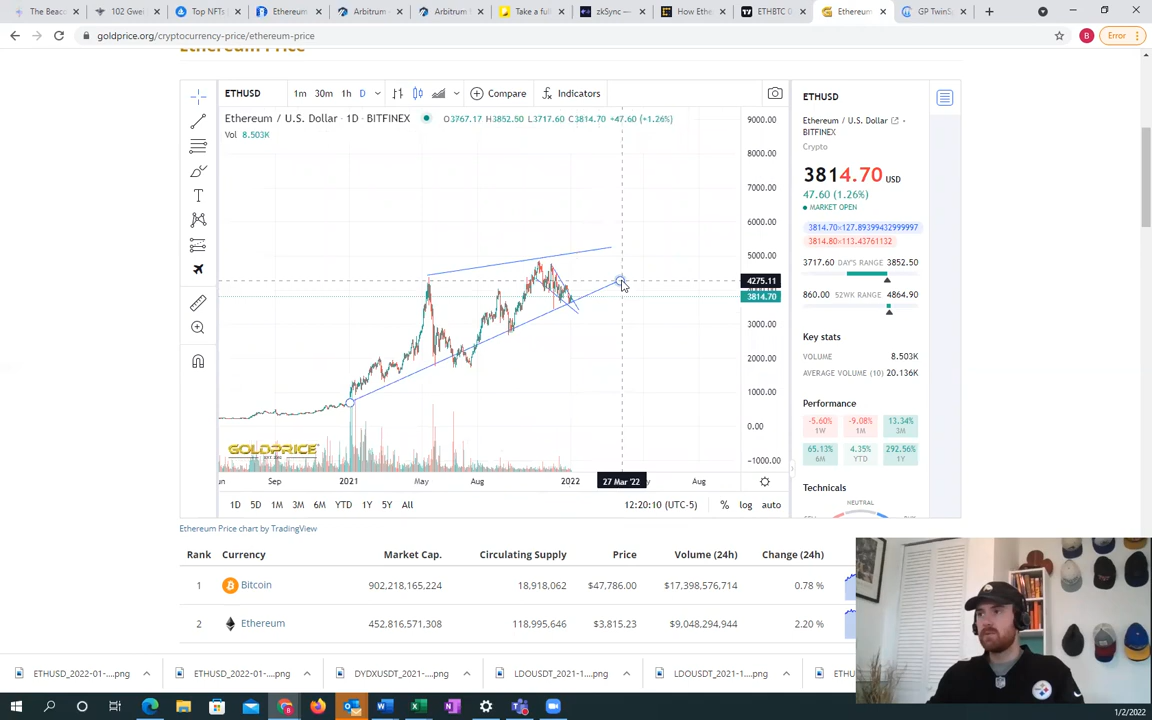 The Beac
102 Gwei
Top NFTs
Ethereum
Arbitrum
Arbitrum
Take a ful
zkSync —
How Ethe
ETHBTC 0
Ethereum
GP TwinS
goldprice.org/cryptocurrency-price/ethereum-price
B
Error
Ethereum Price
ETHUSD
1m 30m 1h D
Compare
Indicators
Ethereum / U.S. Dollar · 1D · BITFINEX
O3767.17 H3852.50 L3717.60 C3814.70 +47.60 (+1.26%)
Vol 8.503K
9000.00
8000.00
7000.00
6000.00
5000.00
4275.11
3814.70
3000.00
2000.00
1000.00
0.00
-1000.00
GOLDPRICE
Sep
2021
May
Aug
2022
27 Mar '22
Aug
1D 5D 1M 3M 6M YTD 1Y 5Y All
12:20:10 (UTC-5)
% log auto
ETHUSD
Ethereum / U.S. Dollar
BITFINEX
Crypto
3814.70 USD
47.60 (1.26%)
MARKET OPEN
3814.70×127.89399432999997
3814.80×113.43761132
3717.60 DAY'S RANGE 3852.50
860.00 52WK RANGE 4864.90
Key stats
VOLUME 8.503K
AVERAGE VOLUME (10) 20.136K
Performance
-5.60% -9.08% 13.34%
1W 1M 3M
65.13% 4.35% 292.56%
6M YTD 1Y
Technicals
NEUTRAL
Ethereum Price chart by TradingView
Rank Currency Market Cap. Circulating Supply Price Volume (24h) Change (24h)
1 Bitcoin 902,218,165,224 18,918,062 $47,786.00 $17,398,576,714 0.78 %
2 Ethereum 452,816,571,308 118,995,646 $3,815.23 $9,048,294,944 2.20 %
ETHUSD_2022-01-....png
ETHUSD_2022-01-....png
DYDXUSDT_2021-....png
LDOUSDT_2021-1....png
LDOUSDT_2021-1....png
ETHUSD
1/2/2022